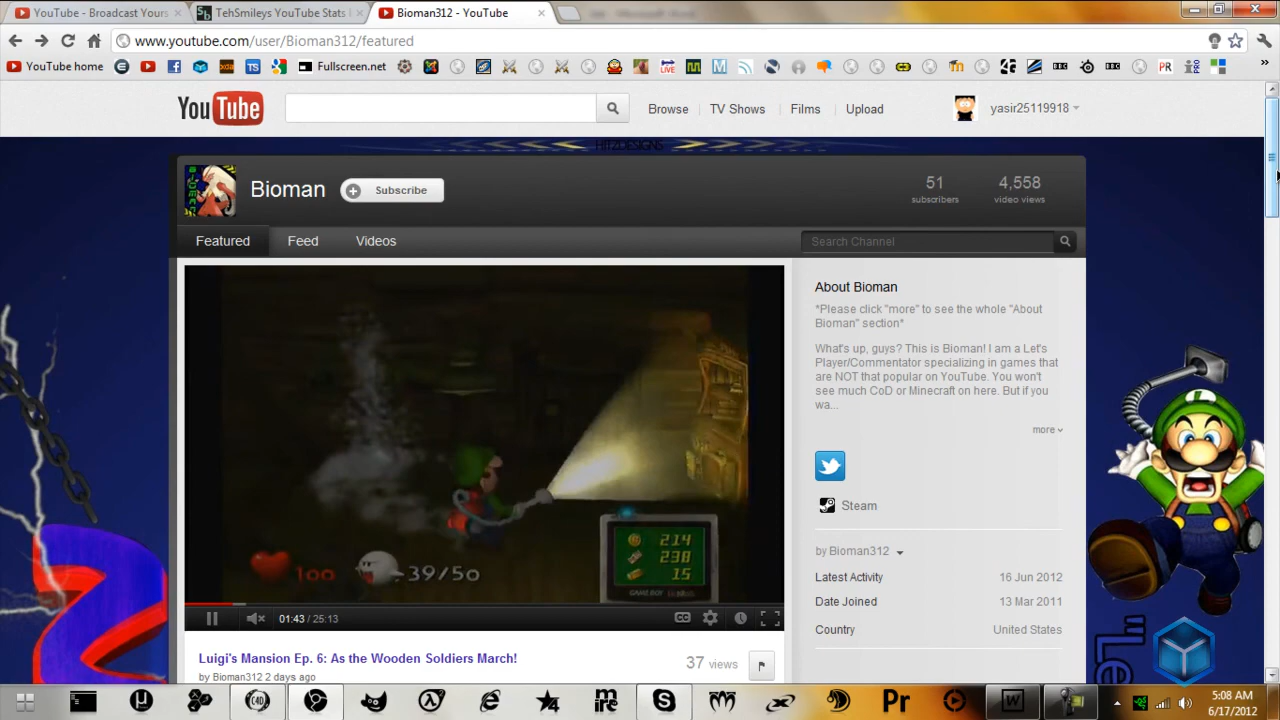 YouTube - Broadcast Yours
TehSmileys YouTube Stats
Bioman312 - YouTube
www.youtube.com/user/Bioman312/featured
YouTube home
Fullscreen.net
YouTube
Browse
TV Shows
Films
Upload
yasir25119918
HITZDESIGNS
Bioman
Subscribe
51
subscribers
4,558
video views
Featured
Feed
Videos
Search Channel
About Bioman
*Please click "more" to see the whole "About
Bioman" section*
What's up, guys? This is Bioman! I am a Let's
Player/Commentator specializing in games that
are NOT that popular on YouTube. You won't
see much CoD or Minecraft on here. But if you
wa...
more
Steam
by Bioman312
Latest Activity 16 Jun 2012
Date Joined 13 Mar 2011
Country United States
214
238
15
GAME BOY
100
39/50
01:43 / 25:13
CC
Luigi's Mansion Ep. 6: As the Wooden Soldiers March!
by Bioman312 2 days ago
37 views
5:08 AM
6/17/2012